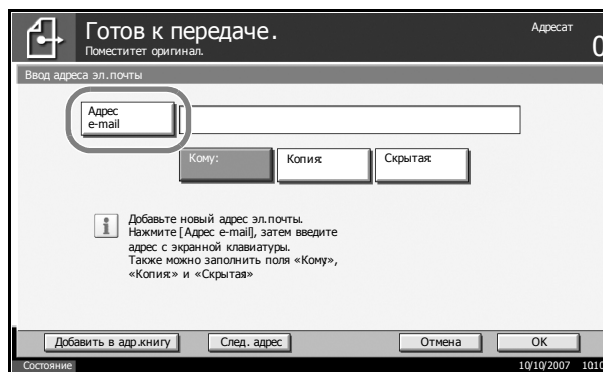 Готов к передаче.
Поместитет оригинал.
Адресат
0
Ввод адреса эл.почты
Адрес
e-mail
Кому:
Копия:
Скрытая:
Добавьте новый адрес эл.почты.
Нажмите [Адрес e-mail], затем введите
адрес с экранной клавиатуры.
Также можно заполнить поля «Кому»,
«Копия:» и «Скрытая»
Добавить в адр.книгу
След. адрес
Отмена
OK
Состояние
10/10/2007 1010